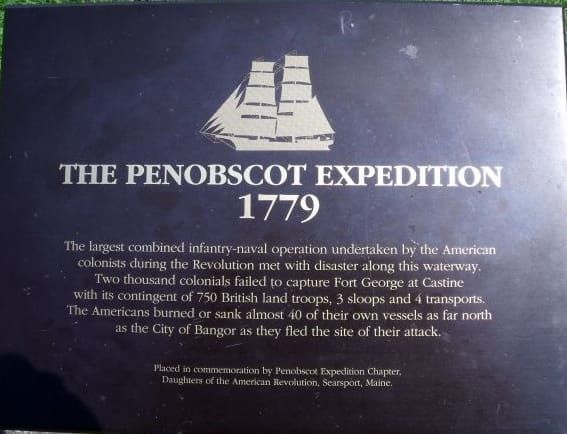 THE PENOBSCOT EXPEDITION
1779
The largest combined infantry-naval operation undertaken by the American
colonists during the Revolution met with disaster along this waterway.
Two thousand colonials failed to capture Fort George at Castine
with its contingent of 750 British land troops, 3 sloops and 4 transports.
The Americans burned or sank almost 40 of their own vessels as far north
as the City of Bangor as they fled the site of their attack.
Placed in commemoration by Penobscot Expedition Chapter,
Daughters of the American Revolution, Searsport, Maine.